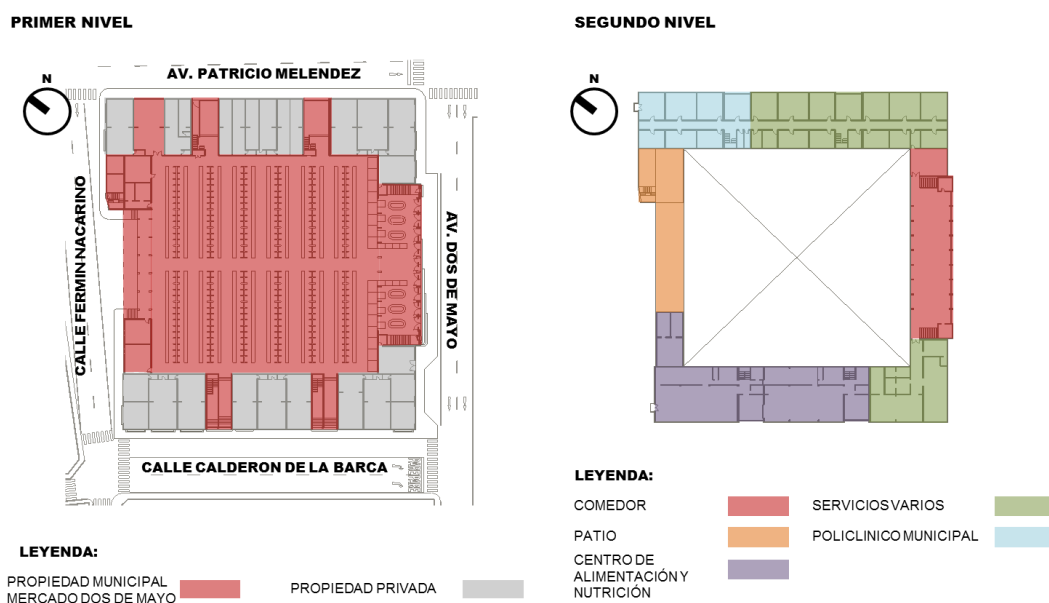 PRIMER NIVEL
N
AV. PATRICIO MELENDEZ
CALLE FERMIN NACARINO
AV. DOS DE MAYO
CALLE CALDERON DE LA BARCA
LEYENDA:
PROPIEDAD MUNICIPAL
MERCADO DOS DE MAYO
PROPIEDAD PRIVADA
SEGUNDO NIVEL
N
LEYENDA:
COMEDOR
SERVICIOS VARIOS
PATIO
POLICLINICO MUNICIPAL
CENTRO DE
ALIMENTACIÓN Y
NUTRICIÓN